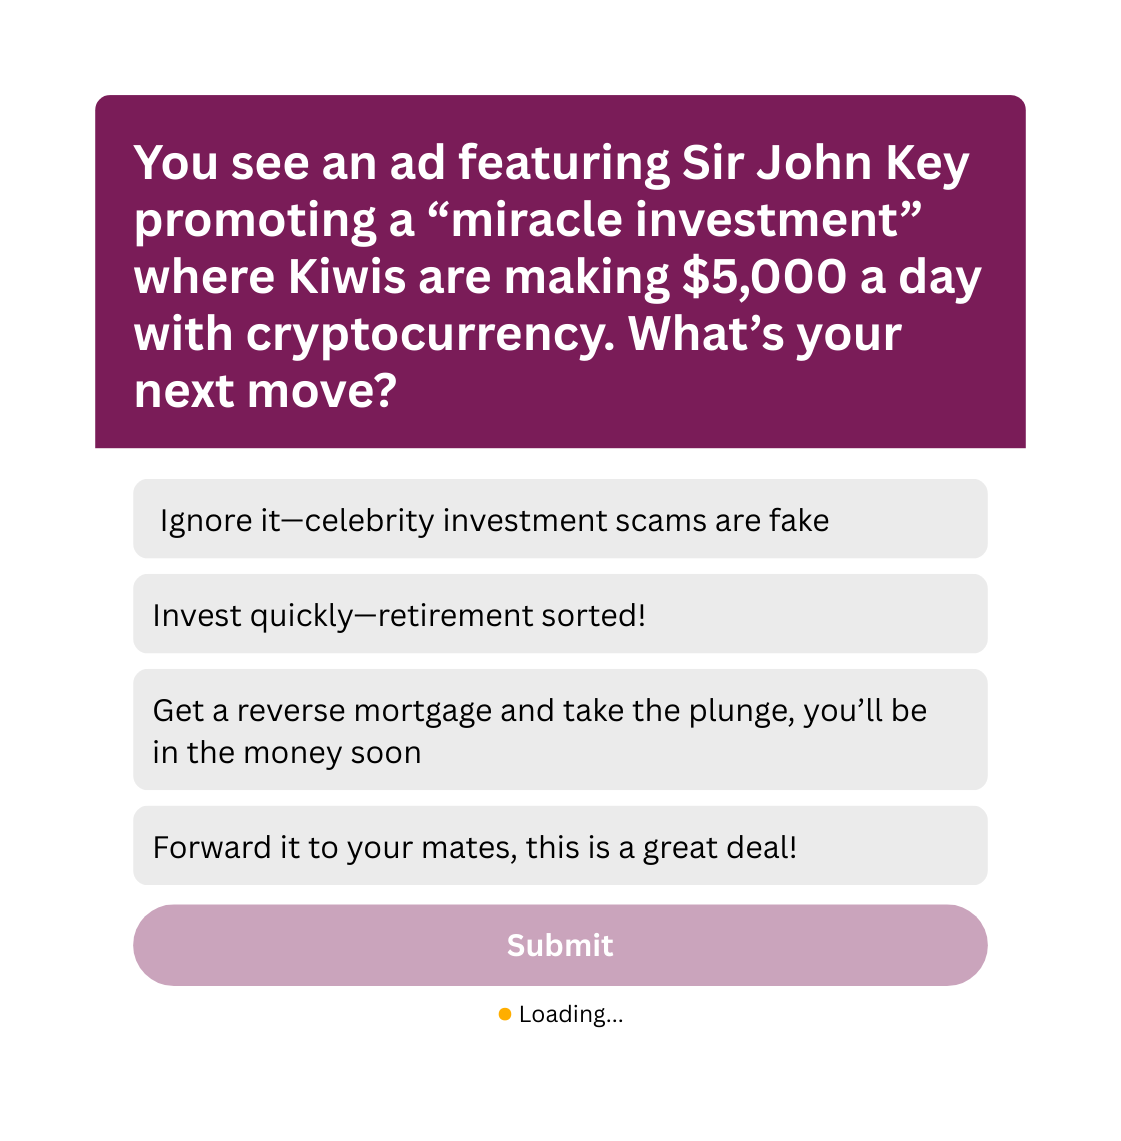 You see an ad featuring Sir John Key
promoting a “miracle investment”
where Kiwis are making $5,000 a day
with cryptocurrency. What’s your
next move?
Ignore it—celebrity investment scams are fake
Invest quickly—retirement sorted!
Get a reverse mortgage and take the plunge, you’ll be
in the money soon
Forward it to your mates, this is a great deal!
Submit
Loading...